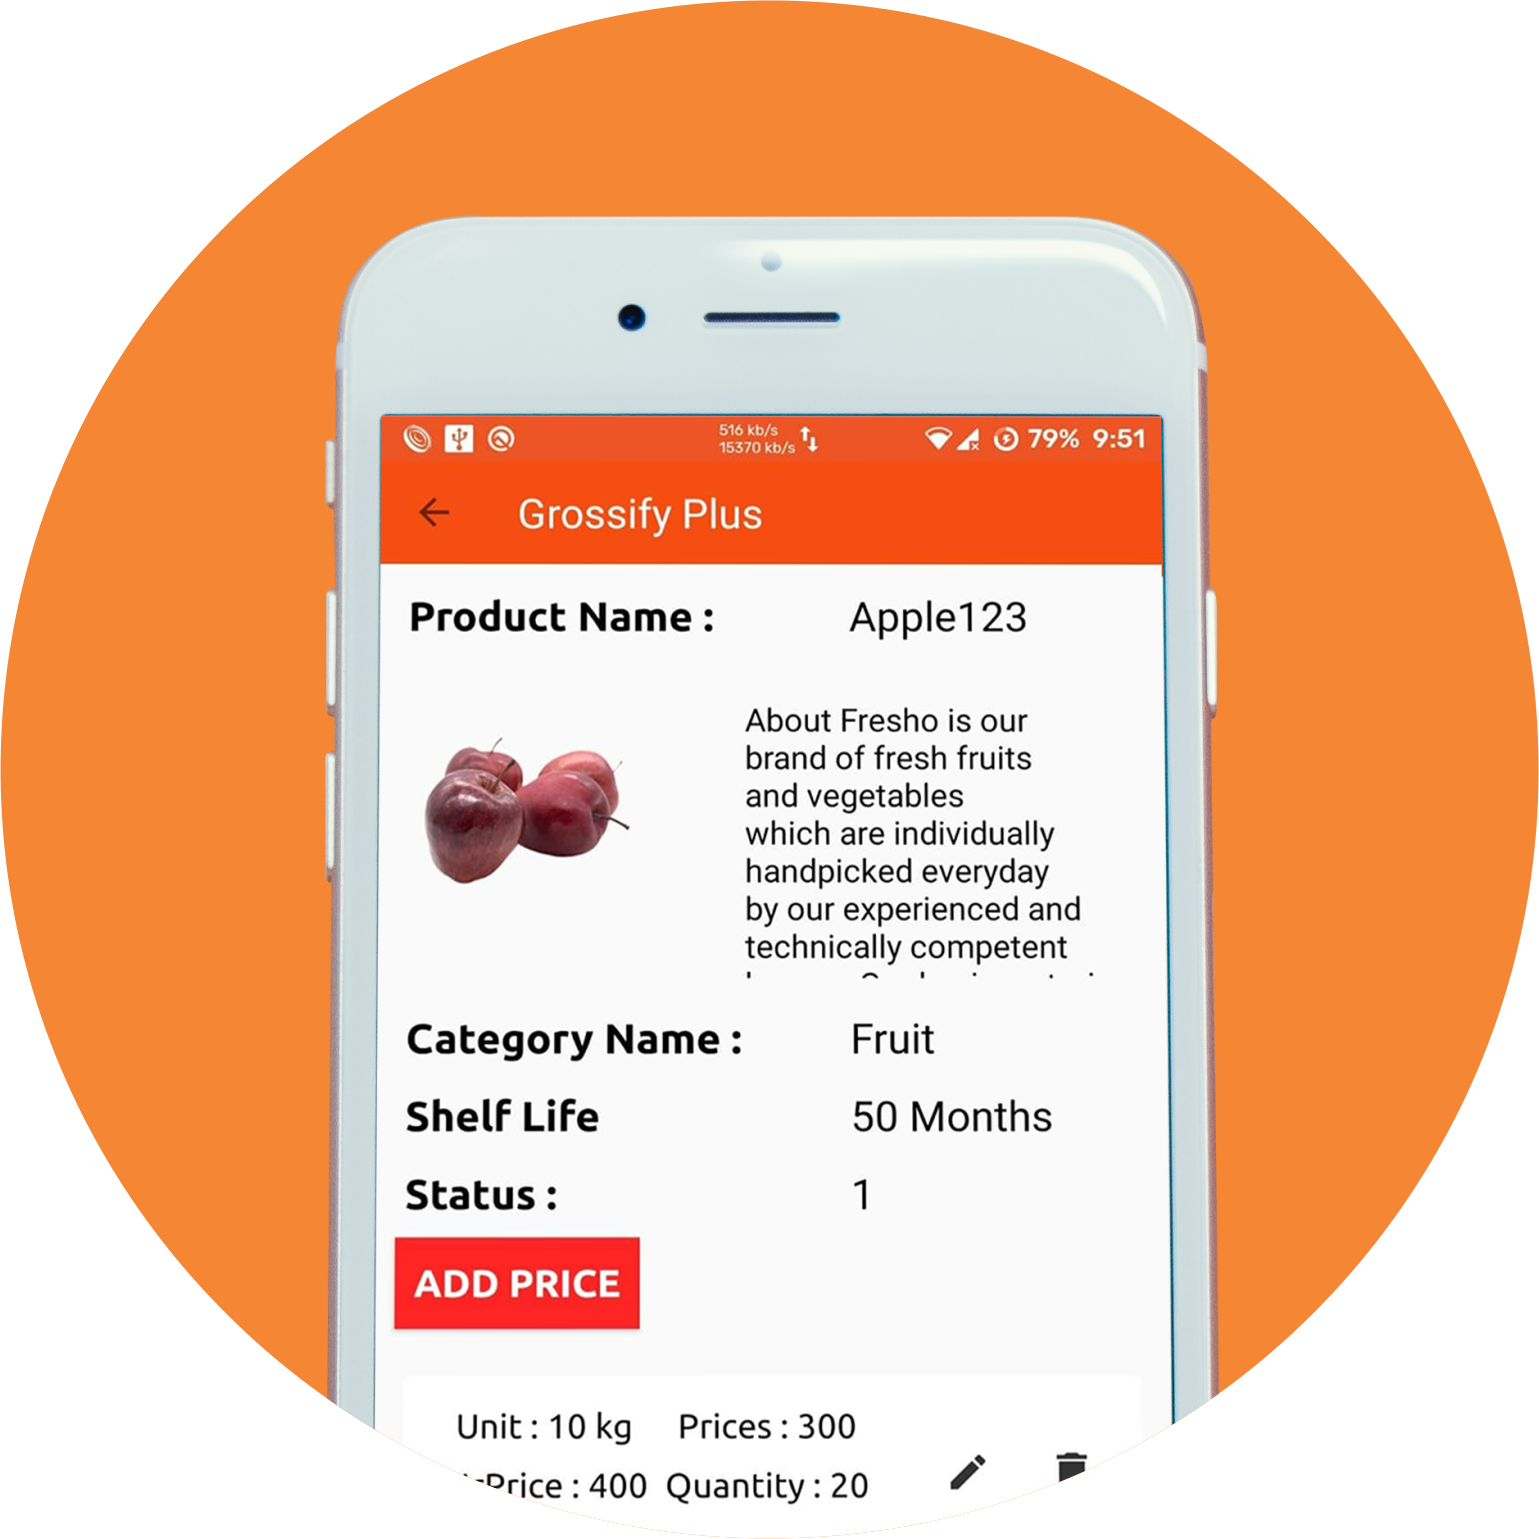 516 kb/s
15370 kb/s
79% 9:51
Grossify Plus
Product Name : Apple123
About Fresho is our
brand of fresh fruits
and vegetables
which are individually
handpicked everyday
by our experienced and
technically competent
Category Name : Fruit
Shelf Life 50 Months
Status : 1
ADD PRICE
Unit : 10 kg Prices : 300
Price : 400 Quantity : 20